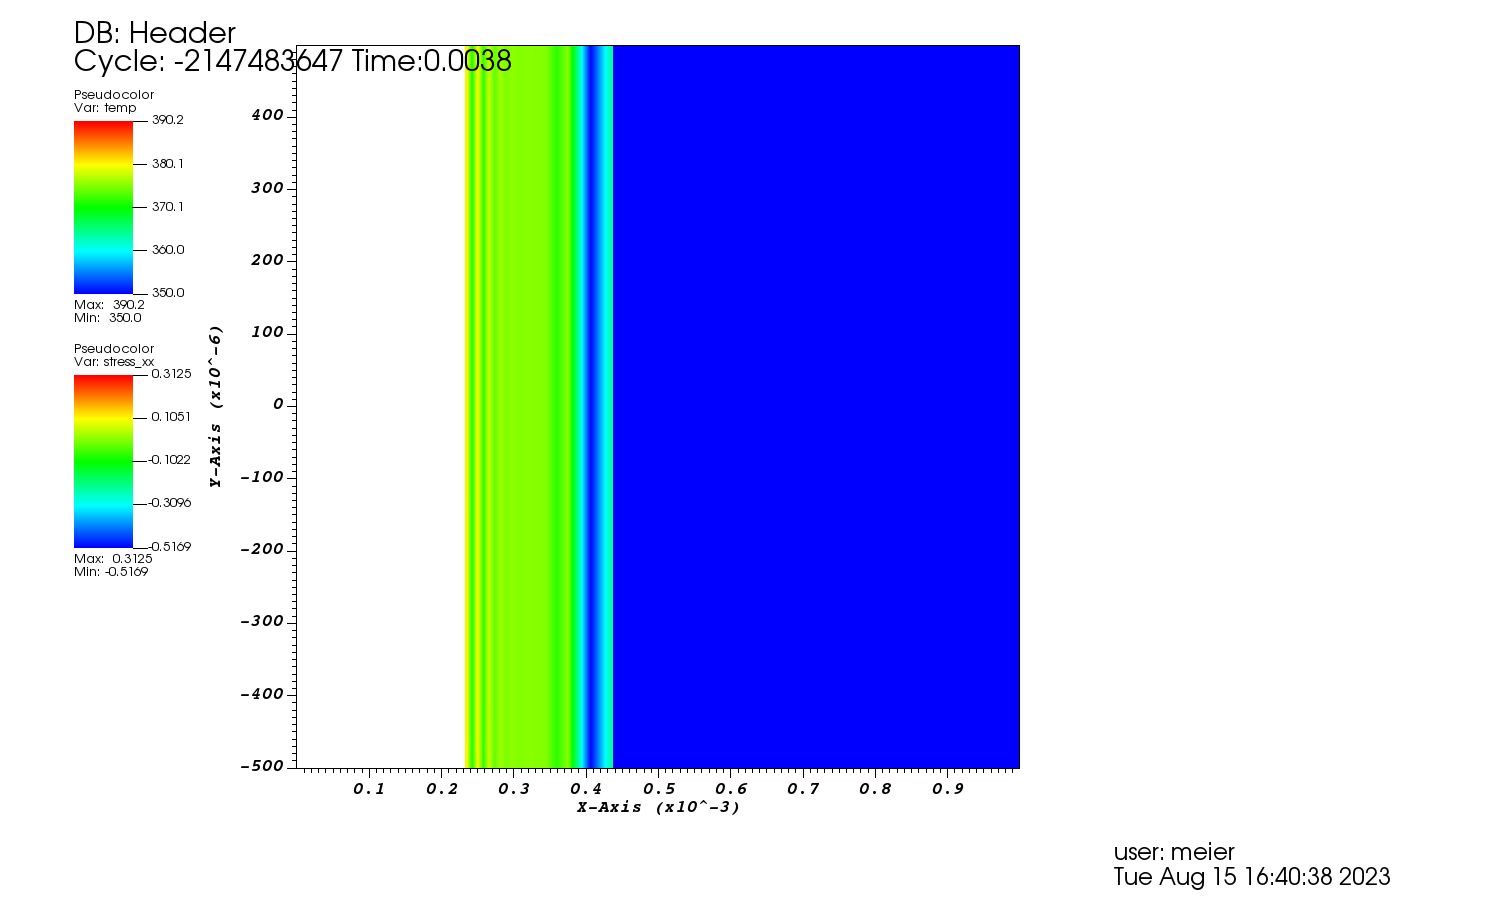 DB: Header
Cycle: -2147483647 Time:0.0038
Pseudocolor
Var: temp
390.2
380.1
370.1
360.0
350.0
Max: 390.2
Min: 350.0
Pseudocolor
Var: stress_xx
0.3125
0.1051
-0.1022
-0.3096
-0.5169
Max: 0.3125
Min: -0.5169
Y-Axis (x10^-6)
400
300
200
100
0
-100
-200
-300
-400
-500
0.1 0.2 0.3 0.4 0.5 0.6 0.7 0.8 0.9
X-Axis (x10^-3)
user: meier
Tue Aug 15 16:40:38 2023